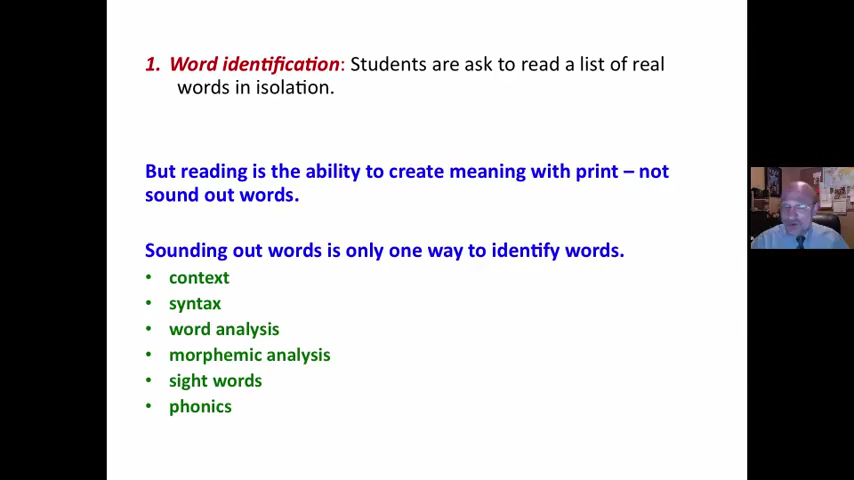 1. Word identification: Students are ask to read a list of real
words in isolation.
But reading is the ability to create meaning with print – not
sound out words.
Sounding out words is only one way to identify words.
• context
• syntax
• word analysis
• morphemic analysis
• sight words
• phonics